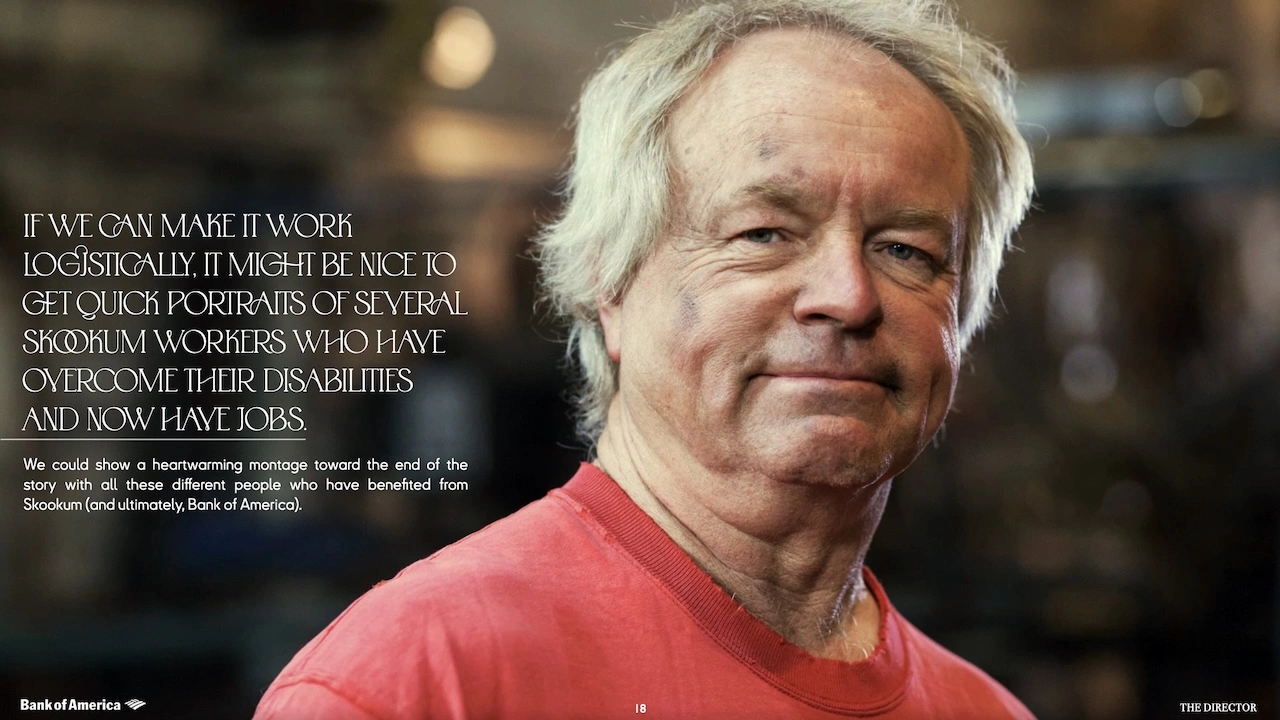 IF WE CAN MAKE IT WORK
LOGISTICALLY, IT MIGHT BE NICE TO
GET QUICK PORTRAITS OF SEVERAL
SKOOKUM WORKERS WHO HAVE
OVERCOME THEIR DISABILITIES
AND NOW HAVE JOBS.
We could show a heartwarming montage toward the end of the
story with all these different people who have benefited from
Skookum (and ultimately, Bank of America).
Bank of America
18
THE DIRECTOR